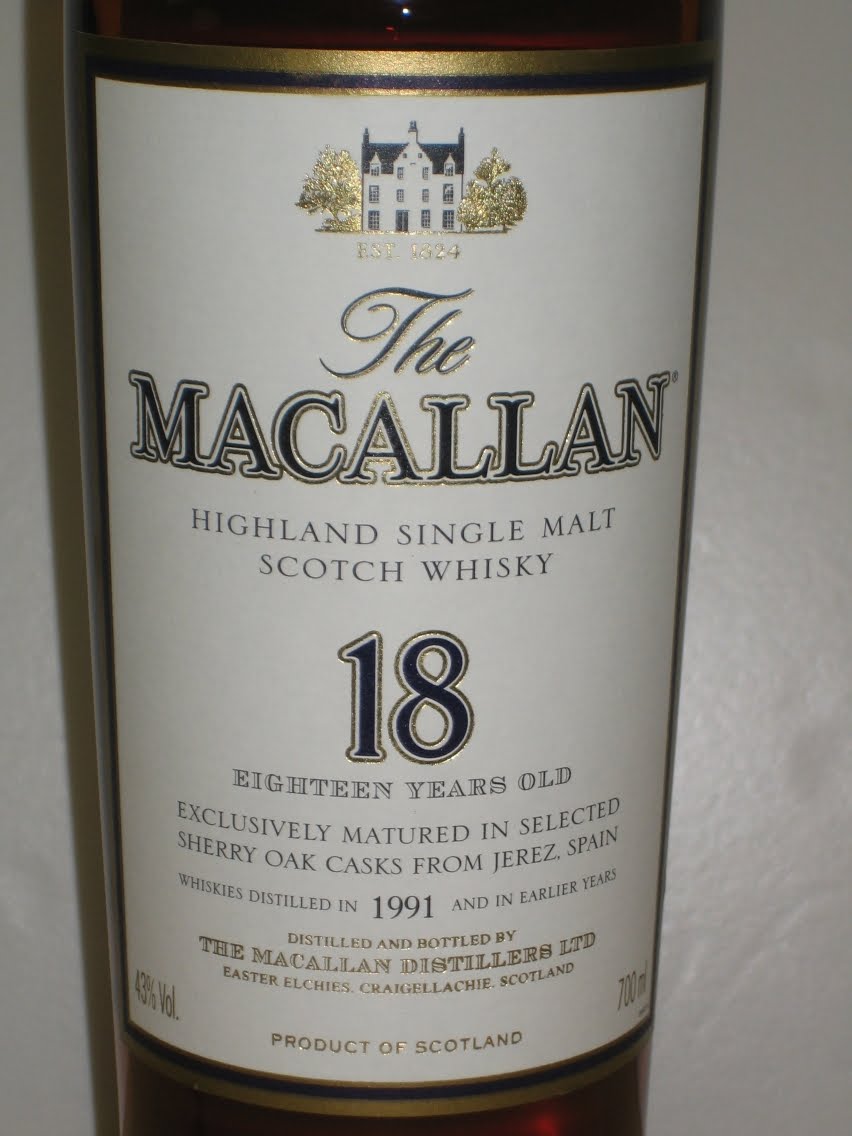 EST. 1824
The
MACALLAN®
HIGHLAND SINGLE MALT
SCOTCH WHISKY
18
EIGHTEEN YEARS OLD
EXCLUSIVELY MATURED IN SELECTED
SHERRY OAK CASKS FROM JEREZ, SPAIN
WHISKIES DISTILLED IN 1991 AND IN EARLIER YEARS
DISTILLED AND BOTTLED BY
THE MACALLAN DISTILLERS LTD
EASTER ELCHIES, CRAIGELLACHIE, SCOTLAND
43% Vol.
700 ml
PRODUCT OF SCOTLAND